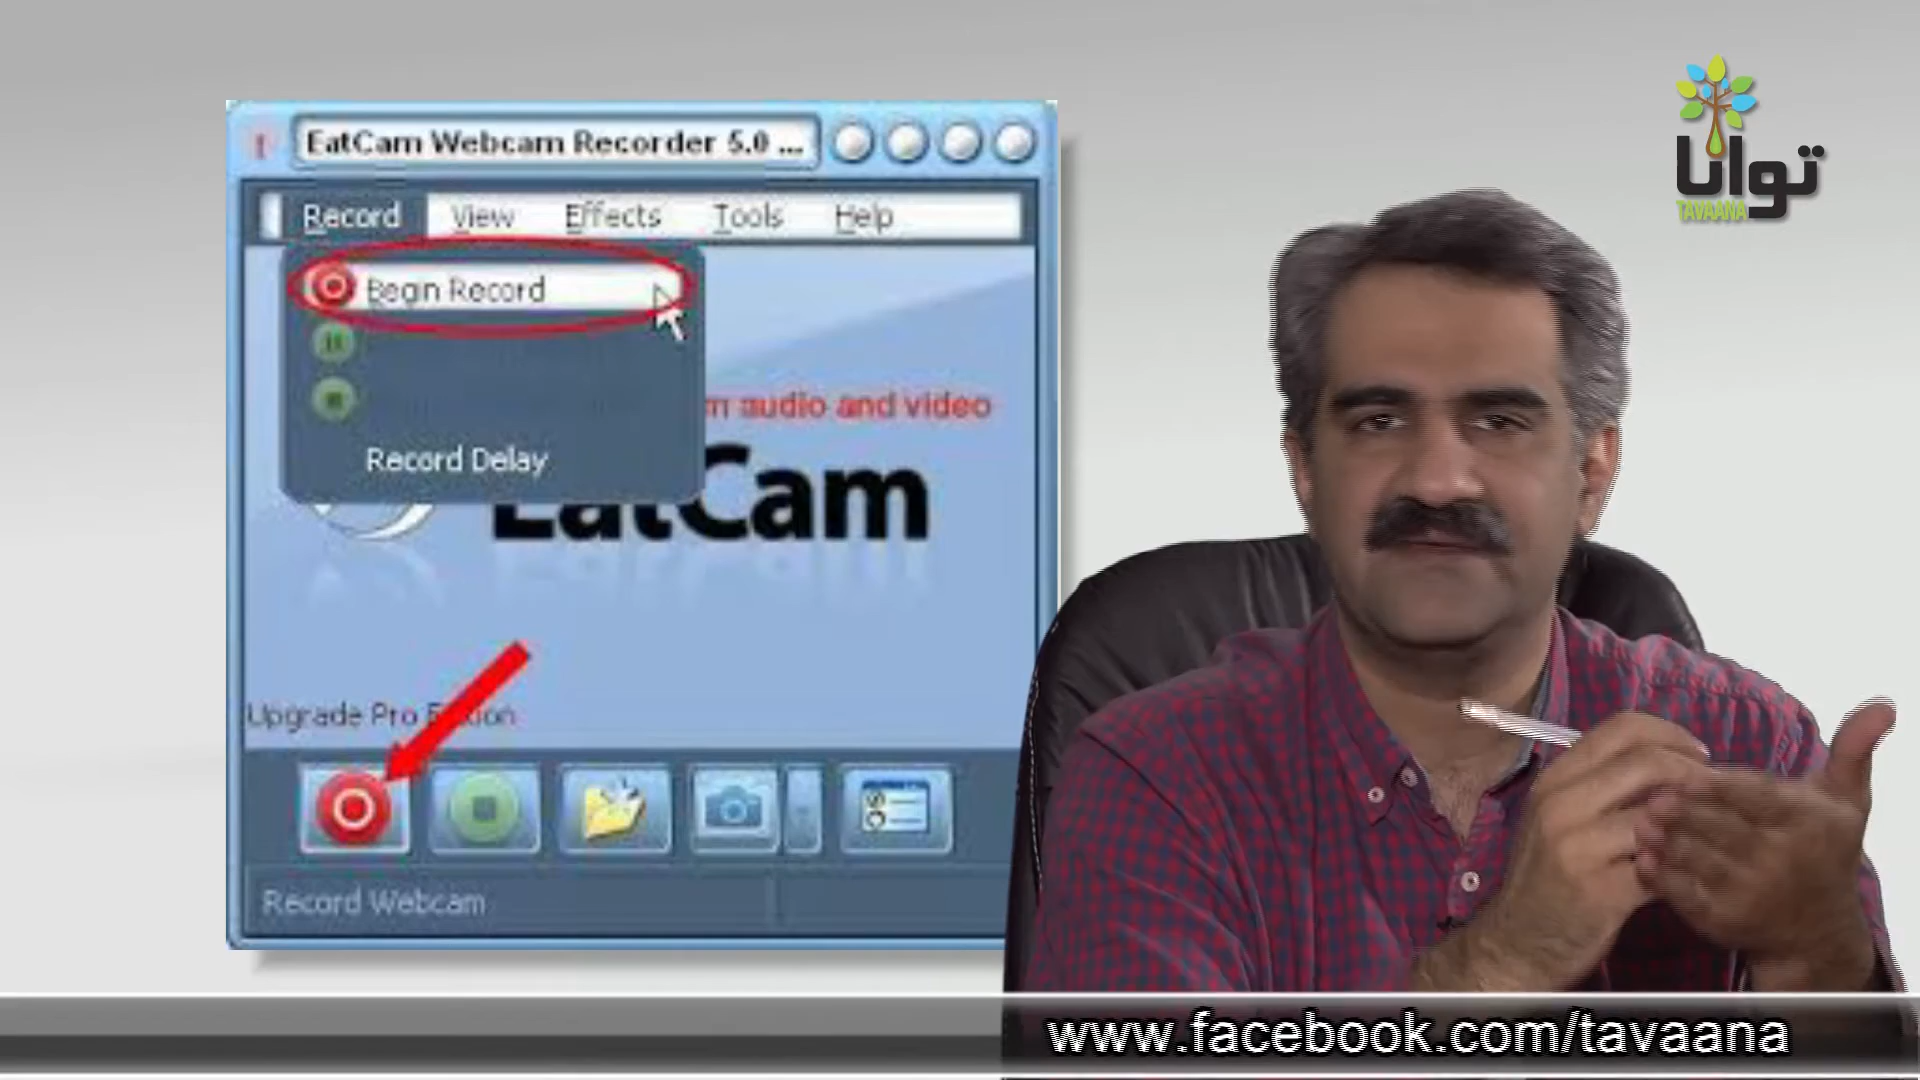 EatCam Webcam Recorder 5.0 ...
Record View Effects Tools Help
Begin Record
Record Delay
m audio and video
EatCam
Upgrade Pro Edition
Record Webcam
توانا
TAVAANA
www.facebook.com/tavaana